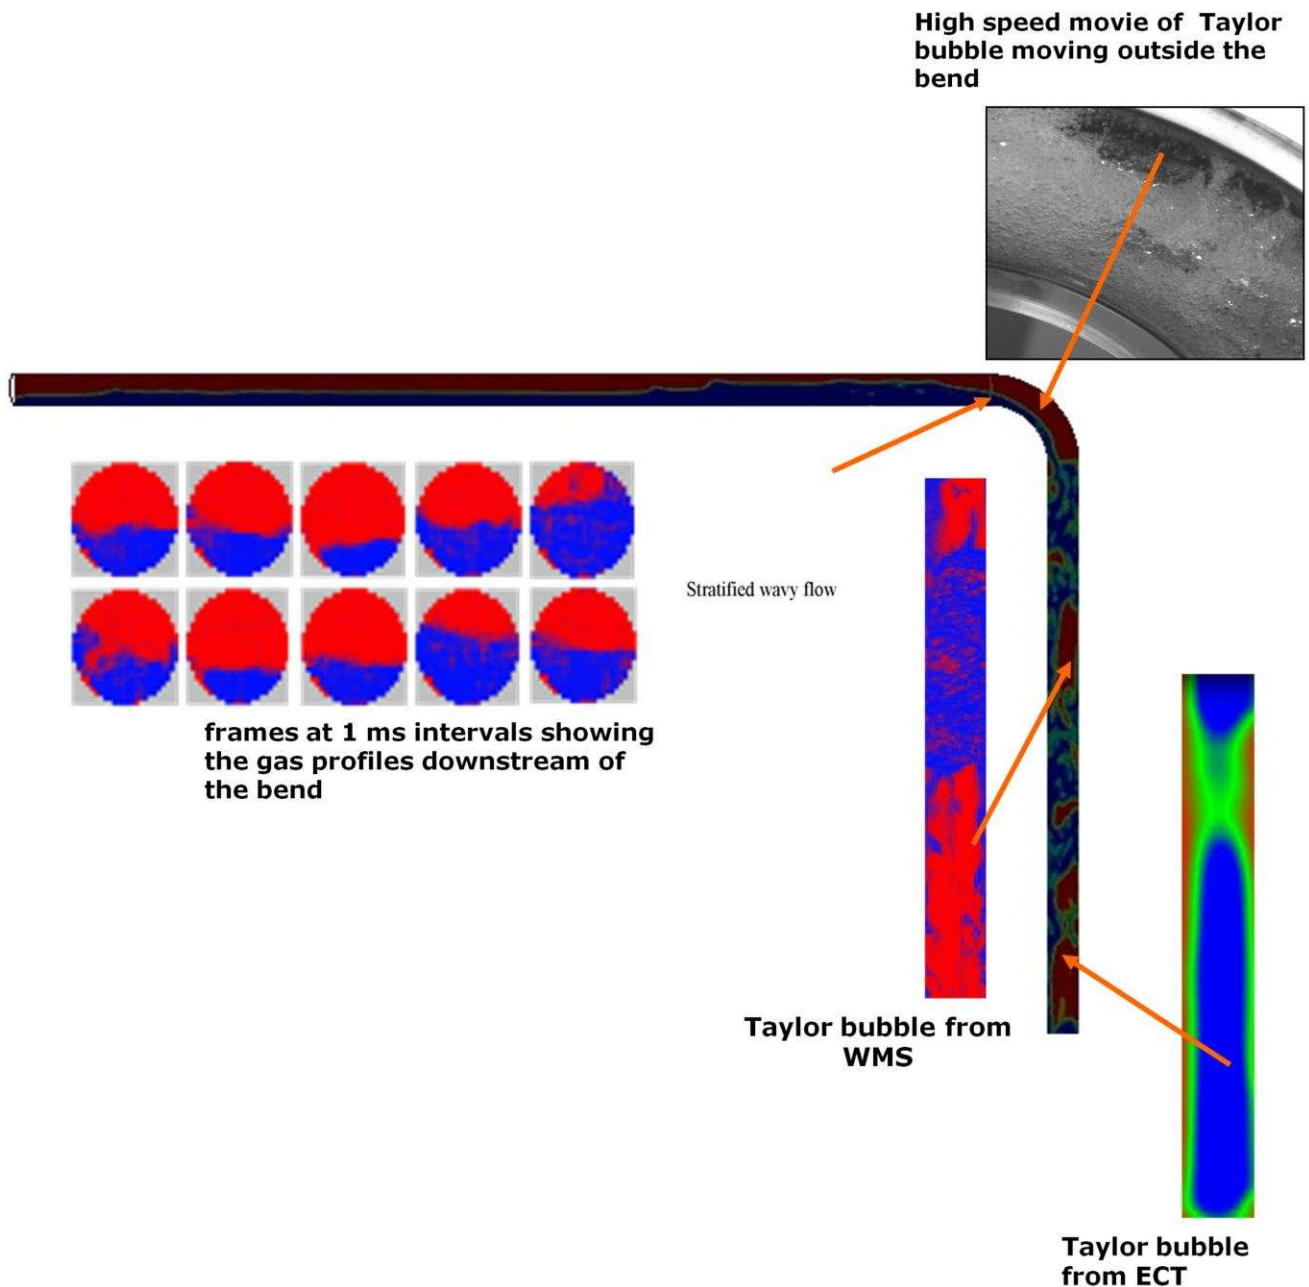 High speed movie of Taylor
bubble moving outside the
bend
Stratified wavy flow
frames at 1 ms intervals showing
the gas profiles downstream of
the bend
Taylor bubble from
WMS
Taylor bubble
from ECT